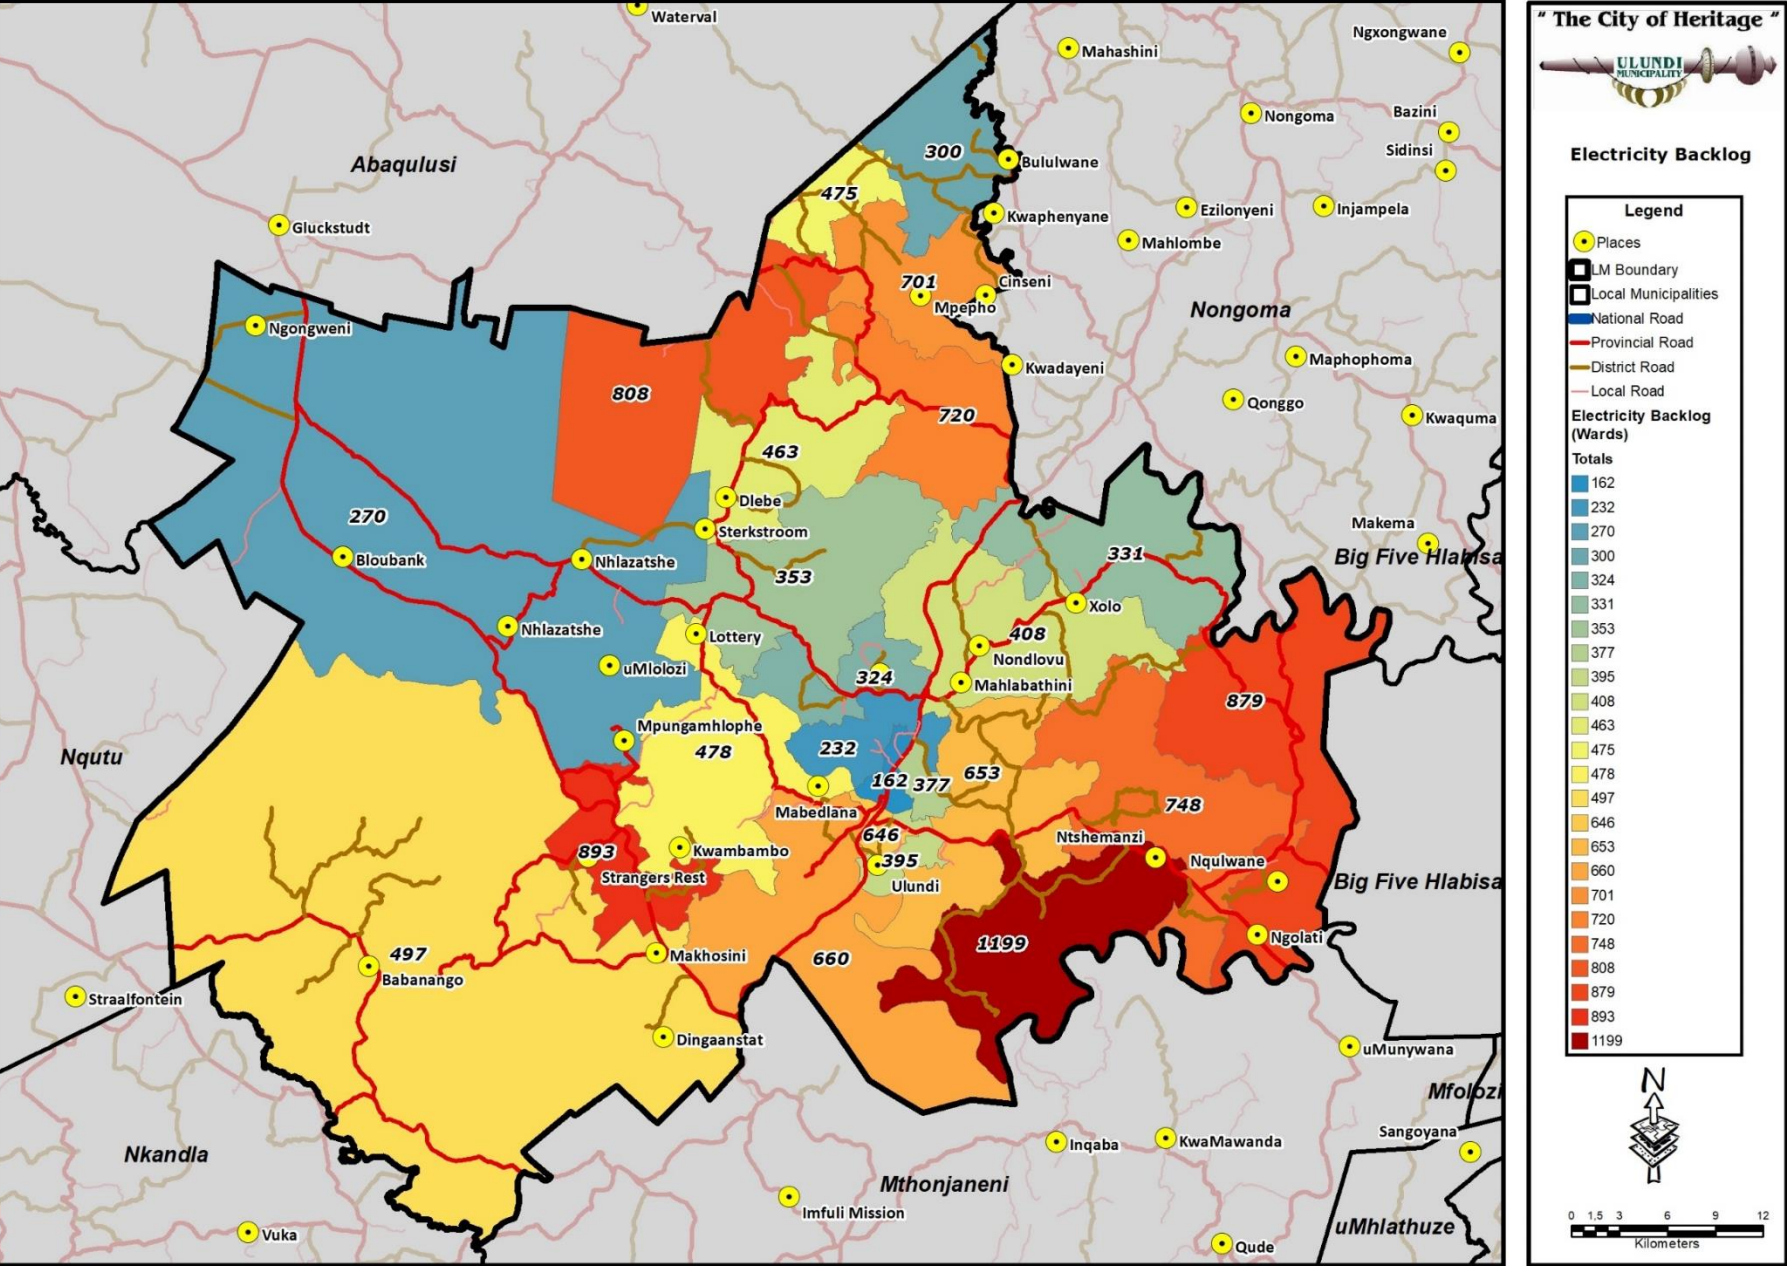 Waterval
Mahashini
Ngxongwane
Nongoma
Bazini
Sidinsi
Abaqulusi
300
Bululwane
475
Gluckstudt
Kwaphenyane
Ezilonyeni
Injampela
Mahlombe
701
Cinseni
Mpepho
Nongoma
Ngongweni
Kwadayeni
Maphophoma
808
720
Qonggo
Kwaquma
463
Dlebe
270
Sterkstroom
Makema
Big Five Hlabisa
Bloubank
Nhlazatshe
353
331
Xolo
Nhlazatshe
Lottery
408
Nondlovu
uMlolozi
324
Mahlabathini
879
Mpungamhlophe
Nqutu
478
232
653
162
377
748
Mabedlana
646
Ntshemanzi
893
Kwambambo
395
Nqulwane
Strangers Rest
Ulundi
Big Five Hlabisa
497
Makhosini
660
1199
Ngolati
Babanango
Straalfontein
Dingaanstat
uMunywana
Mfolozi
Sangoyana
Nkandla
Inqaba
KwaMawanda
Mthonjaneni
Imfuli Mission
uMhlathuze
Vuka
Qude
" The City of Heritage "
ULUNDI
MUNICIPALITY
Electricity Backlog
Legend
Places
LM Boundary
Local Municipalities
National Road
Provincial Road
District Road
Local Road
Electricity Backlog
(Wards)
Totals
162
232
270
300
324
331
353
377
395
408
463
475
478
497
646
653
660
701
720
748
808
879
893
1199
N
0 1,5 3 6 9 12
Kilometers